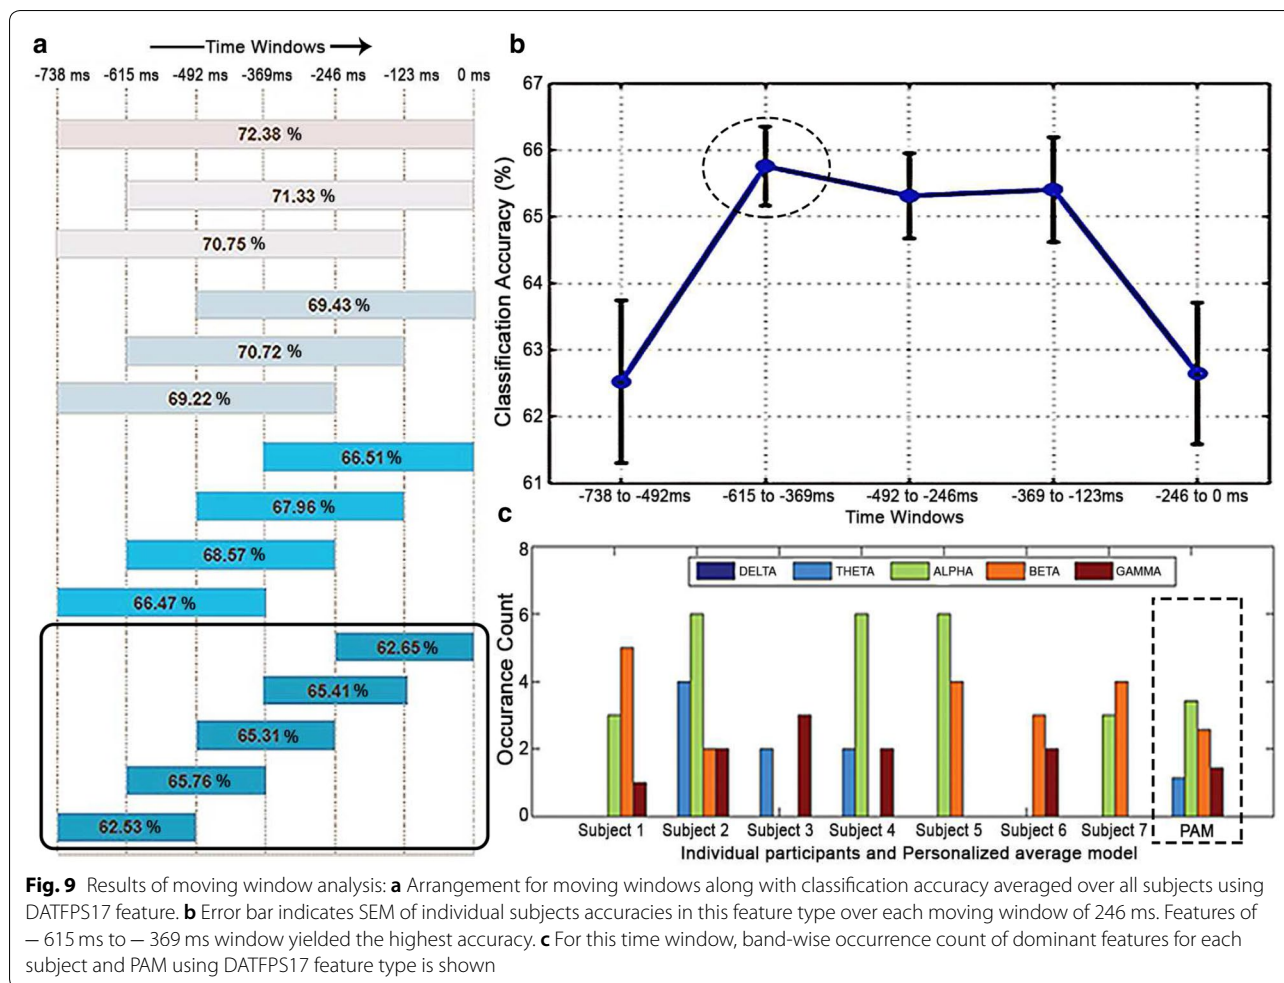 a
Time Windows
-738 ms -615 ms -492 ms -369ms -246 ms -123 ms 0 ms
72.38 %
71.33 %
70.75 %
69.43 %
70.72 %
69.22 %
66.51 %
67.96 %
68.57 %
66.47 %
62.65 %
65.41 %
65.31 %
65.76 %
62.53 %
b
Classification Accuracy (%)
67
66
65
64
63
62
61
-738 to -492ms -615 to -369ms -492 to -246ms -369 to -123ms -246 to 0 ms
Time Windows
c
Occurance Count
8
6
4
2
0
DELTA THETA ALPHA BETA GAMMA
Subject 1 Subject 2 Subject 3 Subject 4 Subject 5 Subject 6 Subject 7 PAM
Individual participants and Personalized average model
Fig. 9 Results of moving window analysis: a Arrangement for moving windows along with classification accuracy averaged over all subjects using
DATFPS17 feature. b Error bar indicates SEM of individual subjects accuracies in this feature type over each moving window of 246 ms. Features of
− 615 ms to − 369 ms window yielded the highest accuracy. c For this time window, band-wise occurrence count of dominant features for each
subject and PAM using DATFPS17 feature type is shown